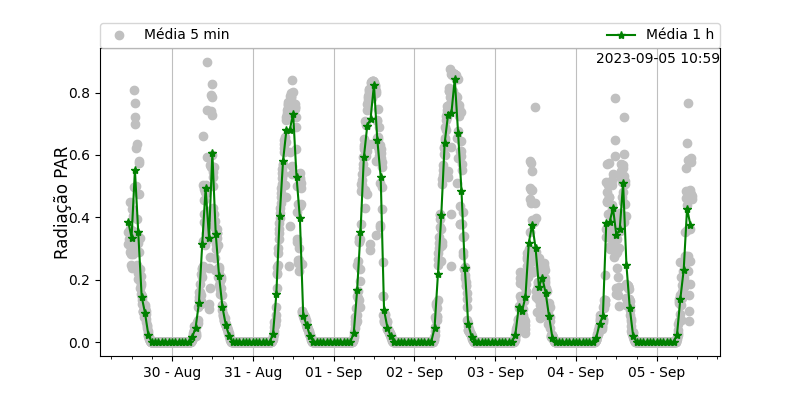 Média 5 min
Média 1 h
2023-09-05 10:59
Radiação PAR
0.8
0.6
0.4
0.2
0.0
30 - Aug
31 - Aug
01 - Sep
02 - Sep
03 - Sep
04 - Sep
05 - Sep